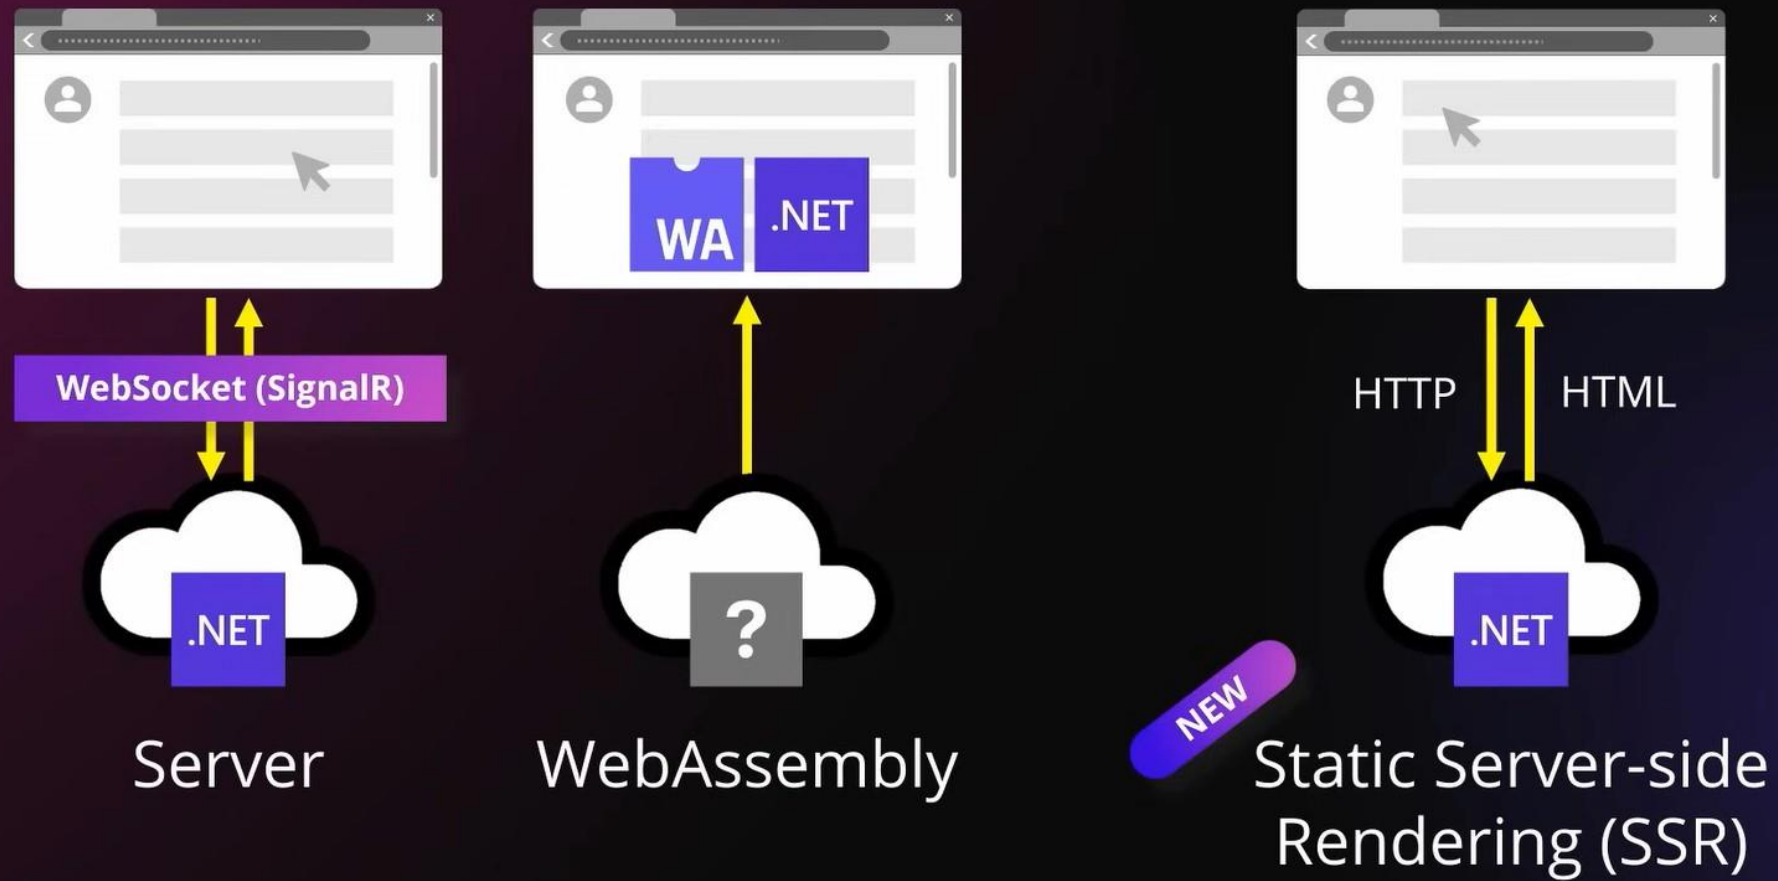 WA
.NET
WebSocket (SignalR)
HTTP
HTML
.NET
?
.NET
NEW
Server
WebAssembly
Static Server-side
Rendering (SSR)